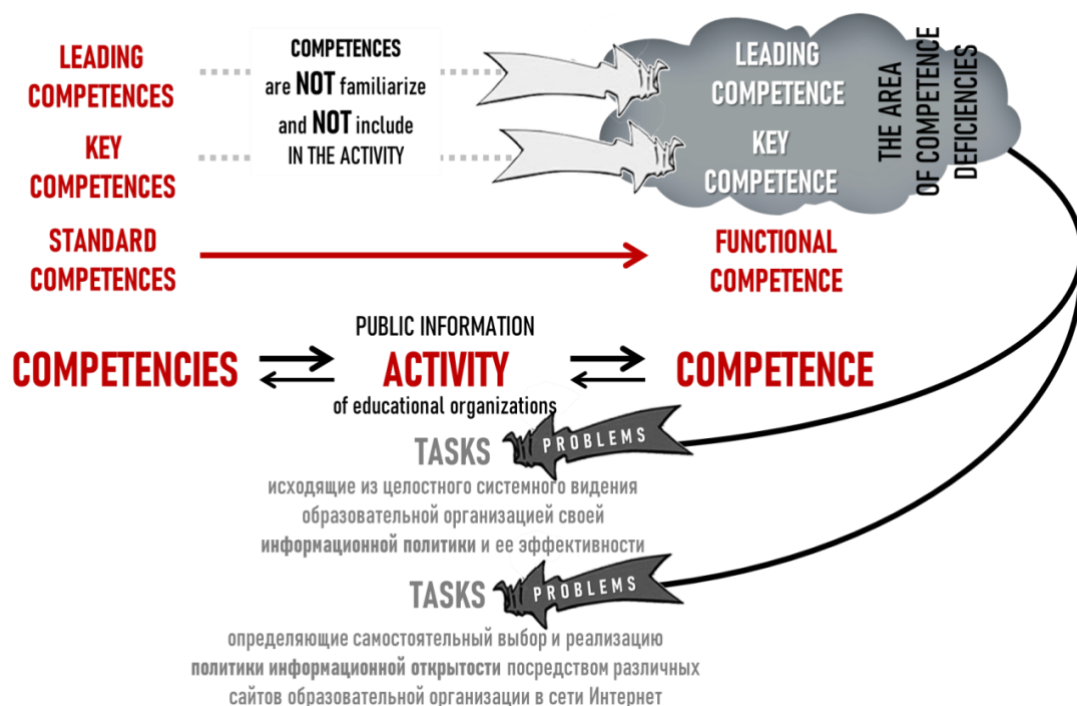 LEADING
COMPETENCES
KEY
COMPETENCES
STANDARD
COMPETENCES
COMPETENCES
are NOT familiarize
and NOT include
IN THE ACTIVITY
LEADING
COMPETENCE
KEY
COMPETENCE
THE AREA
OF COMPETENCE
DEFICIENCIES
FUNCTIONAL
COMPETENCE
PUBLIC INFORMATION
COMPETENCIES
ACTIVITY
COMPETENCE
of educational organizations
TASKS
PROBLEMS
исходящие из целостного системного видения
образовательной организацией своей
информационной политики и ее эффективности
TASKS
PROBLEMS
определяющие самостоятельный выбор и реализацию
политики информационной открытости посредством различных
сайтов образовательной организации в сети Интернет